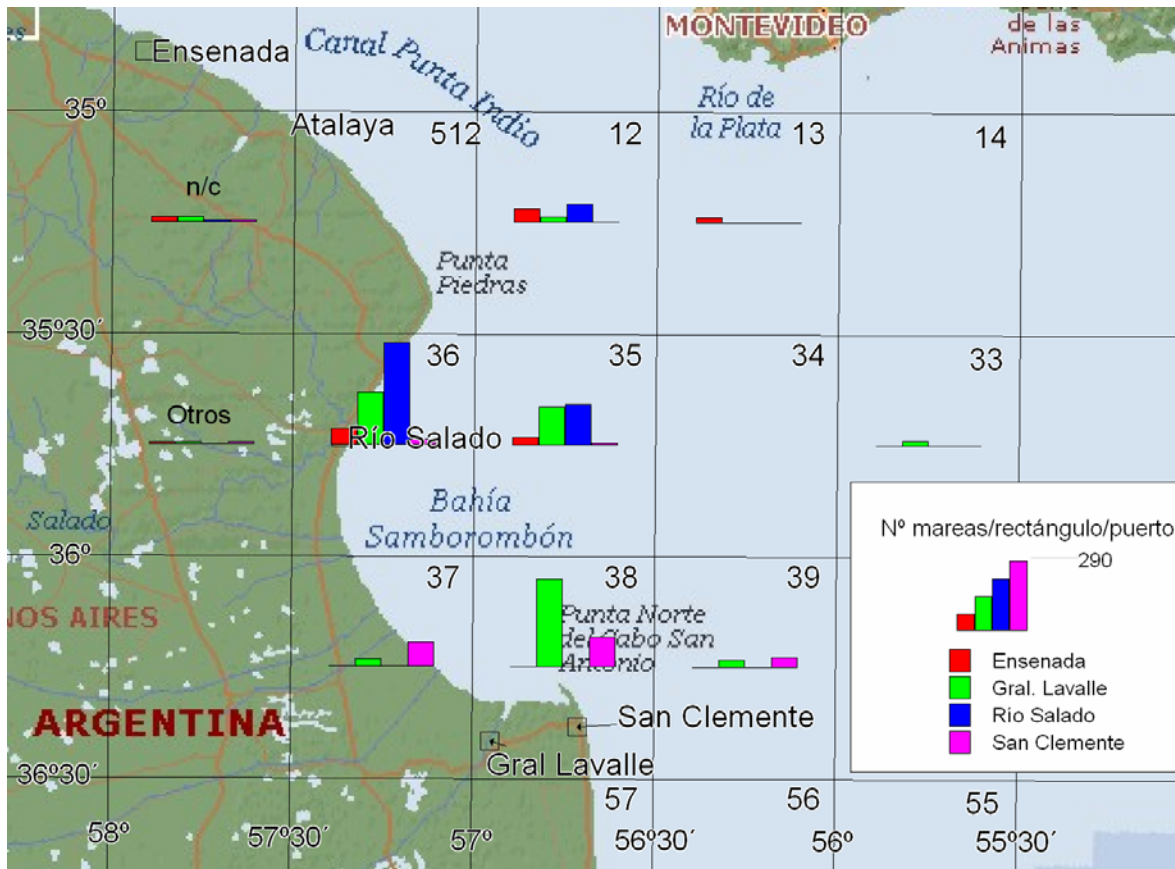 MONTEVIDEO
de las
Animas
Ensenada
Canal Punta Indio
Río de
la Plata
35º
Atalaya
512
12
13
14
n/c
Punta
Piedras
35º30´
36
35
34
33
Otros
Río Salado
Bahía
Samborombón
Salado
Nº mareas/rectángulo/puerto
290
36º
37
38
39
NOS AIRES
Punta Norte
del Cabo San
Antonio
Ensenada
Gral. Lavalle
Río Salado
San Clemente
ARGENTINA
San Clemente
Gral Lavalle
36º30´
57
56
55
58º
57º30´
57º
56º30´
56º
55º30´